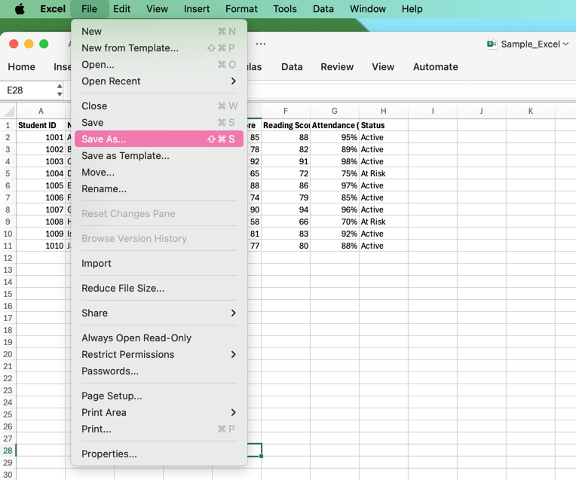 Excel File Edit View Insert Format Tools Data Window Help
Sample_Excel
Home Data Review View Automate
E28
New ⌘ N
New from Template... ⇧ ⌘ P
Open... ⌘ O
Open Recent
Close ⌘ W
Save ⌘ S
Save As... ⇧ ⌘ S
Save as Template...
Move...
Rename...
Reset Changes Pane
Browse Version History
Import
Reduce File Size...
Share
Always Open Read-Only
Restrict Permissions
Passwords...
Page Setup...
Print Area
Print... ⌘ P
Properties...
A F G H I J K
1 Student ID ore Reading Scor Attendance ( Status
2 1001 A 85 88 95% Active
3 1002 B 78 82 89% Active
4 1003 C 92 91 98% Active
5 1004 D 65 72 75% At Risk
6 1005 E 88 86 97% Active
7 1006 F 74 79 85% Active
8 1007 G 90 94 96% Active
9 1008 H 58 66 70% At Risk
10 1009 Is 81 83 92% Active
11 1010 J 77 80 88% Active
12
13
14
15
16
17
18
19
20
21
22
23
24
25
26
27
28
29
30